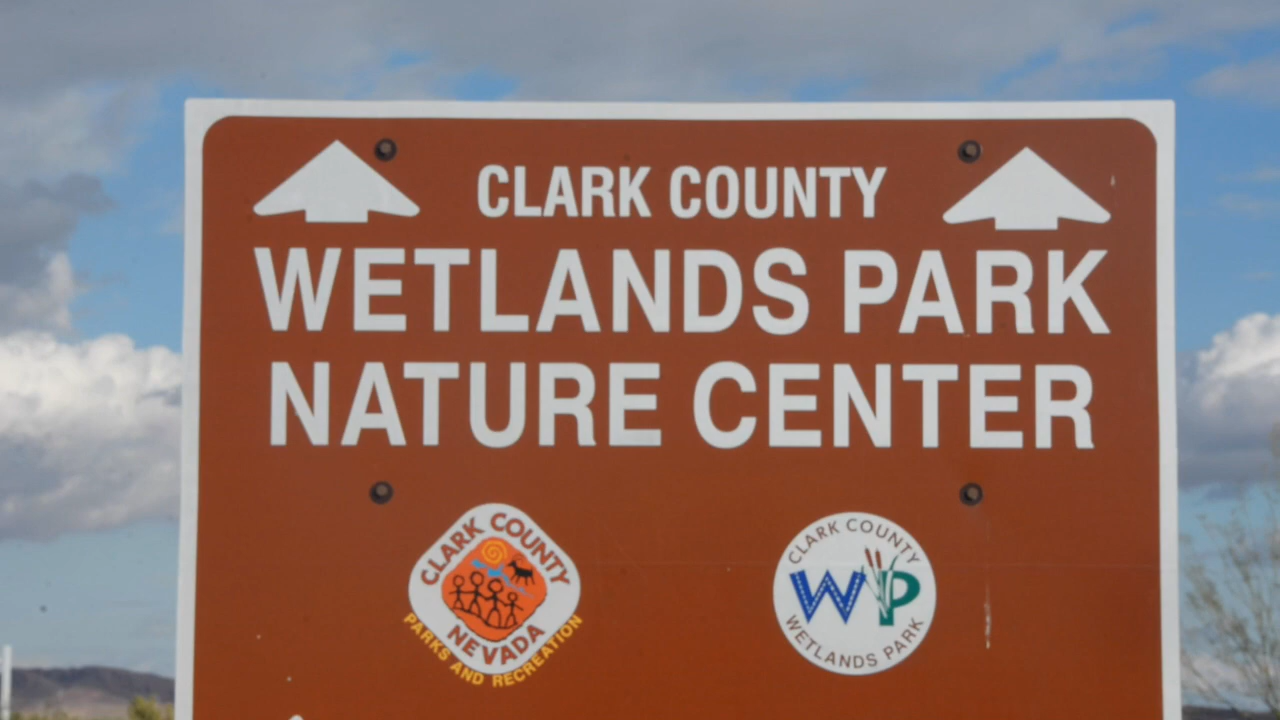 CLARK COUNTY
WETLANDS PARK
NATURE CENTER
CLARK COUNTY
NEVADA
PARKS AND RECREATION
CLARK COUNTY
WP
WETLANDS PARK